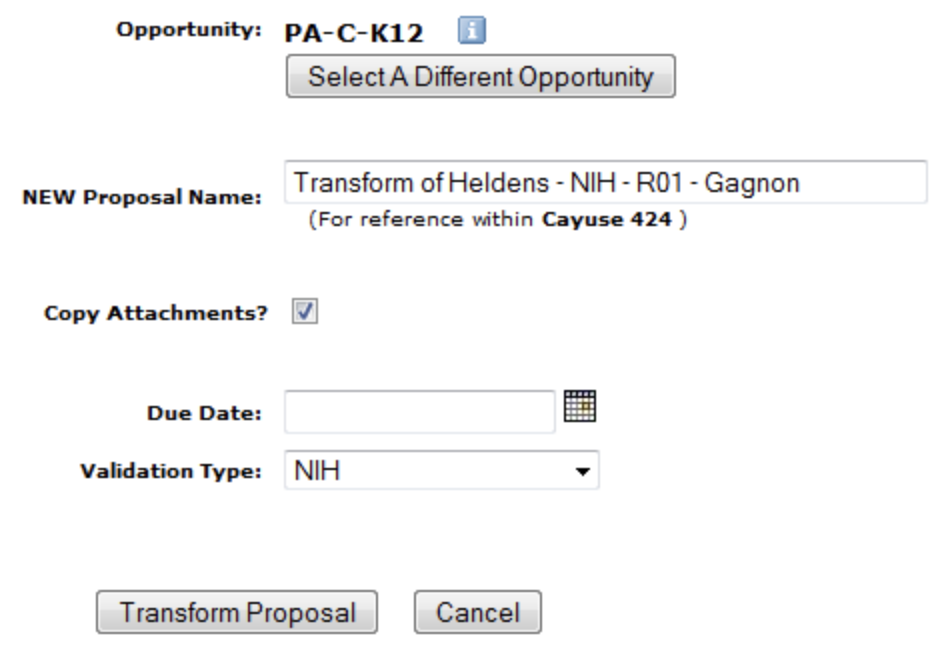 Opportunity: PA-C-K12 i
Select A Different Opportunity
NEW Proposal Name: Transform of Heldens - NIH - R01 - Gagnon
(For reference within Cayuse 424 )
Copy Attachments?
Due Date:
Validation Type: NIH
Transform Proposal Cancel